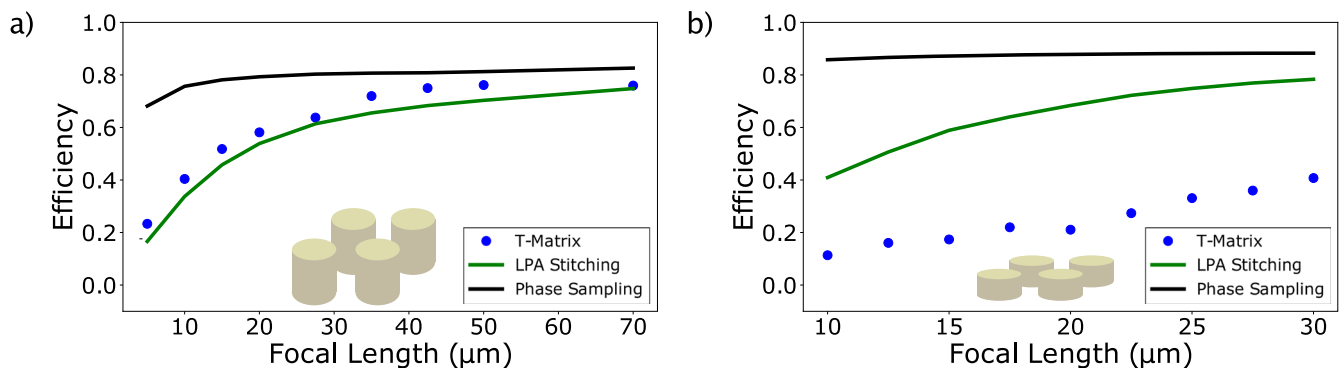 a)
1.0
0.8
0.6
0.4
0.2
0.0
Efficiency
10 20 30 40 50 60 70
Focal Length (μm)
T-Matrix
LPA Stitching
Phase Sampling
b)
1.0
0.8
0.6
0.4
0.2
0.0
Efficiency
10 15 20 25 30
Focal Length (μm)
T-Matrix
LPA Stitching
Phase Sampling